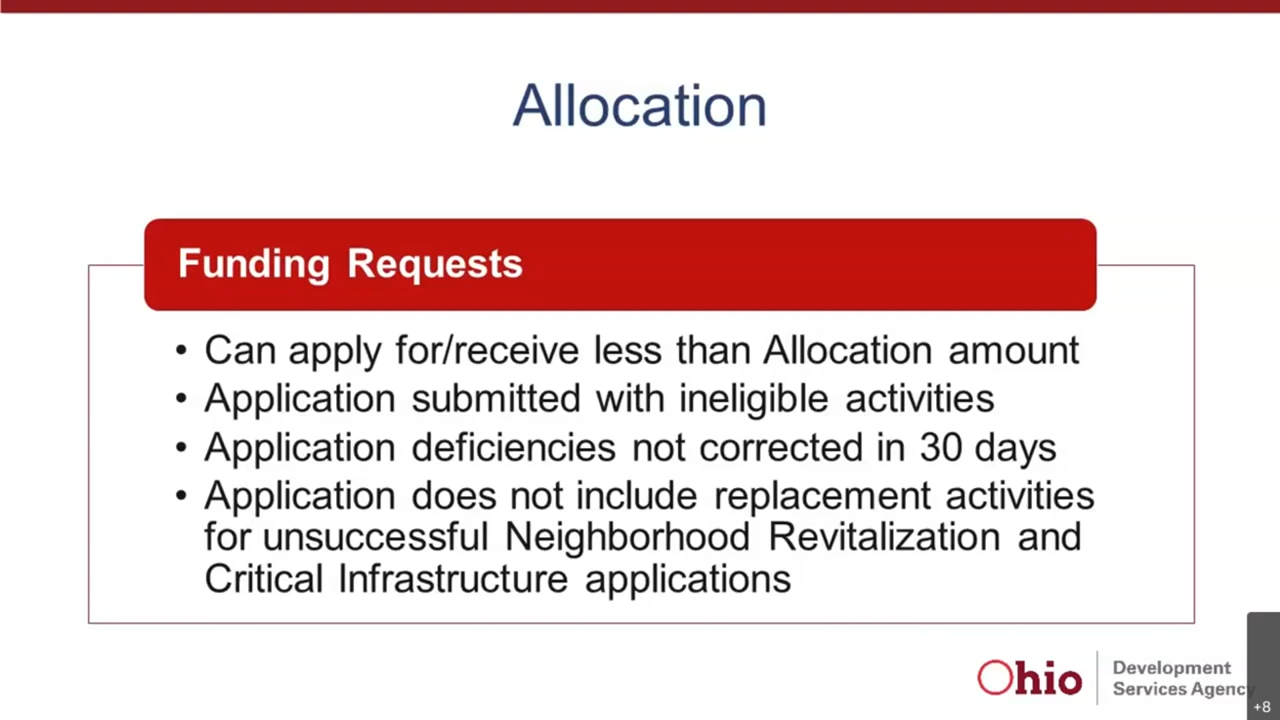 Allocation
Funding Requests
• Can apply for/receive less than Allocation amount
• Application submitted with ineligible activities
• Application deficiencies not corrected in 30 days
• Application does not include replacement activities
for unsuccessful Neighborhood Revitalization and
Critical Infrastructure applications
Ohio
Development
Services Agency
+8